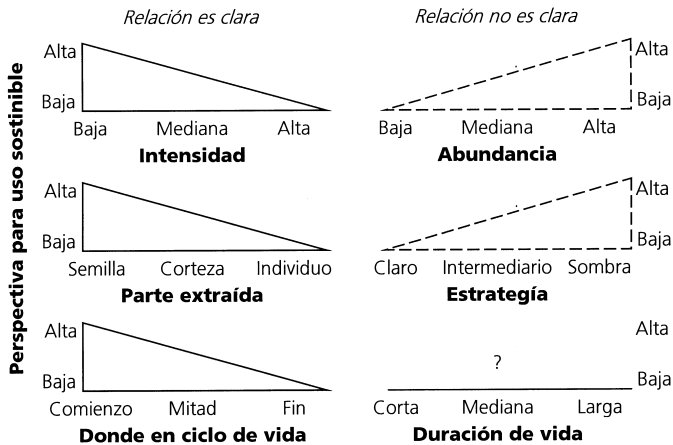 Relación es clara
Relación no es clara
Perspectiva para uso sostinible
Alta
Baja
Baja Mediana Alta
Intensidad
Alta
Baja
Baja Mediana Alta
Abundancia
Alta
Baja
Semilla Corteza Individuo
Parte extraída
Alta
Baja
Claro Intermediario Sombra
Estrategía
Alta
Baja
Comienzo Mitad Fin
Donde en ciclo de vida
?
Alta
Baja
Corta Mediana Larga
Duración de vida